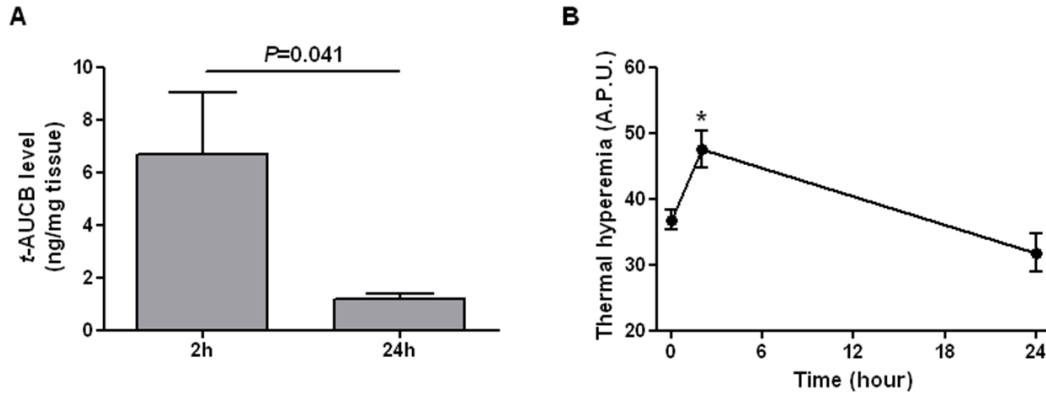 A
P=0.041
t-AUCB level
(ng/mg tissue)
10
8
6
4
2
0
2h
24h
B
Thermal hyperemia (A.P.U.)
60
50
40
30
20
*
0
6
12
18
24
Time (hour)